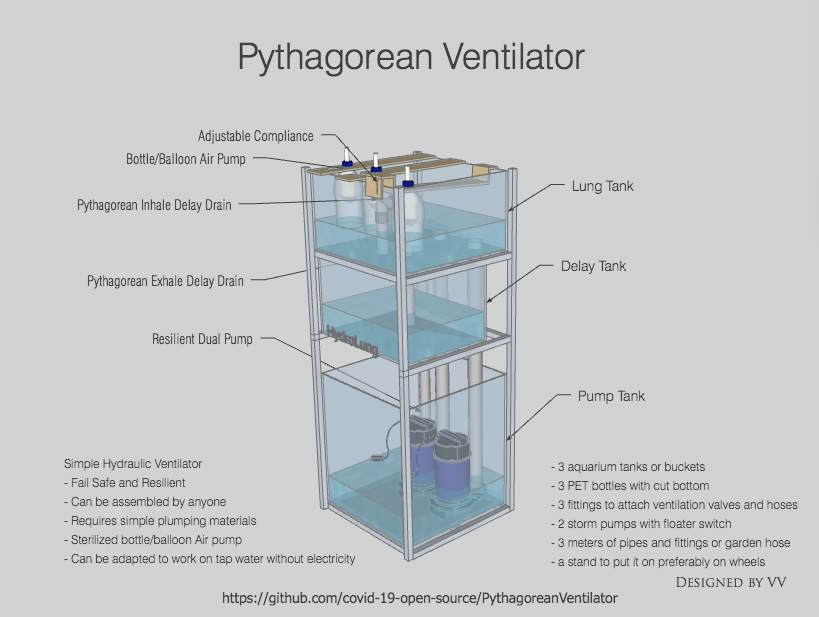 Pythagorean Ventilator
Adjustable Compliance
Bottle/Balloon Air Pump
Pythagorean Inhale Delay Drain
Lung Tank
Delay Tank
Pythagorean Exhale Delay Drain
HydroLung
Resilient Dual Pump
Pump Tank
Simple Hydraulic Ventilator
- Fail Safe and Resilient
- Can be assembled by anyone
- Requires simple plumping materials
- Sterilized bottle/balloon Air pump
- Can be adapted to work on tap water without electricity
- 3 aquarium tanks or buckets
- 3 PET bottles with cut bottom
- 3 fittings to attach ventilation valves and hoses
- 2 storm pumps with floater switch
- 3 meters of pipes and fittings or garden hose
- a stand to put it on preferably on wheels
Designed by VV
https://github.com/covid-19-open-source/PythagoreanVentilator